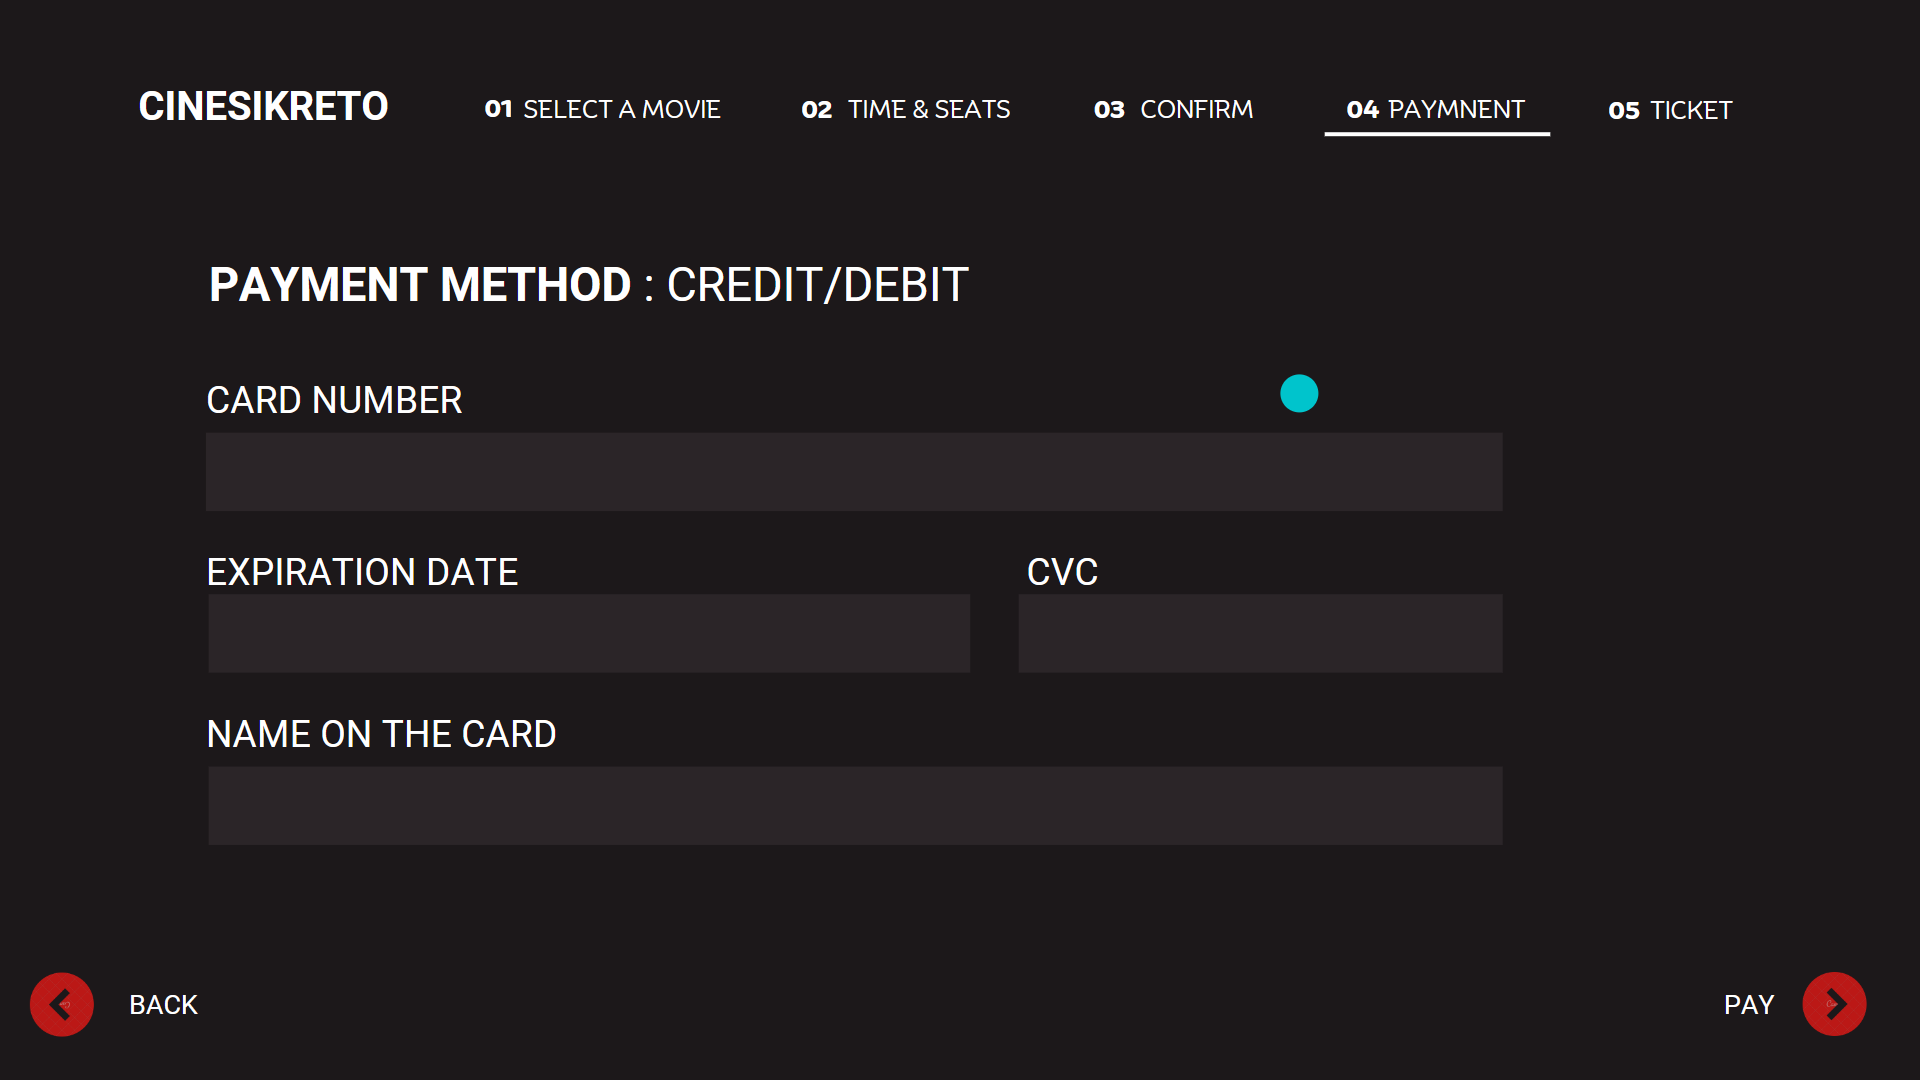 CINESIKRETO 01 SELECT A MOVIE 02 TIME & SEATS 03 CONFIRM 04 PAYMNENT 05 TICKET
PAYMENT METHOD : CREDIT/DEBIT
CARD NUMBER
EXPIRATION DATE CVC
NAME ON THE CARD
BACK PAY